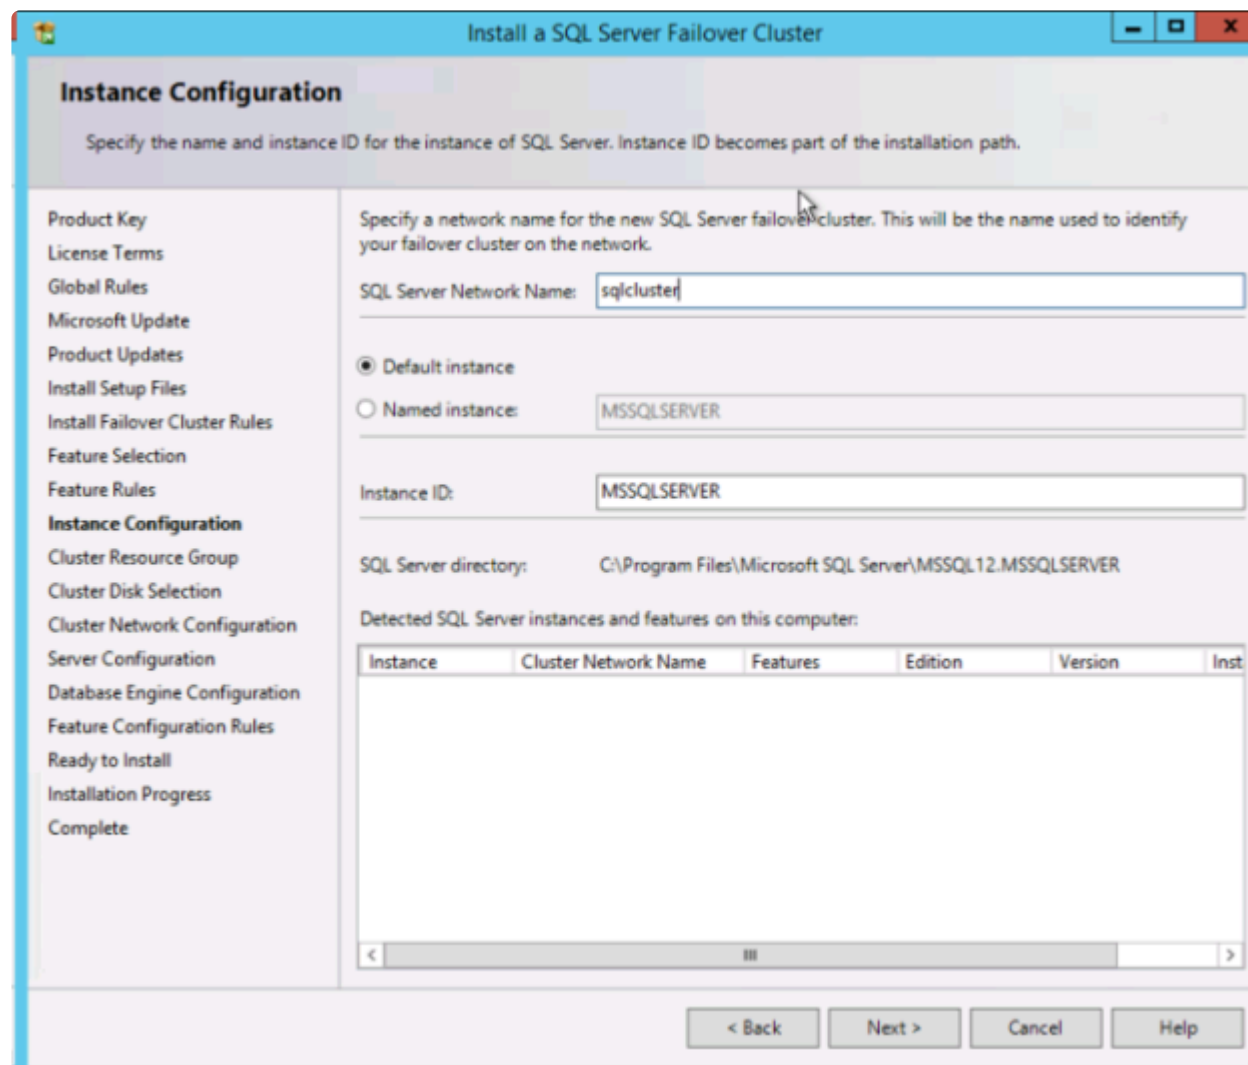 Install a SQL Server Failover Cluster
Instance Configuration
Specify the name and instance ID for the instance of SQL Server. Instance ID becomes part of the installation path.
Product Key
License Terms
Global Rules
Microsoft Update
Product Updates
Install Setup Files
Install Failover Cluster Rules
Feature Selection
Feature Rules
Instance Configuration
Cluster Resource Group
Cluster Disk Selection
Cluster Network Configuration
Server Configuration
Database Engine Configuration
Feature Configuration Rules
Ready to Install
Installation Progress
Complete
Specify a network name for the new SQL Server failover cluster. This will be the name used to identify
your failover cluster on the network.
SQL Server Network Name: sqlcluster
Default instance
Named instance: MSSQLSERVER
Instance ID: MSSQLSERVER
SQL Server directory: C:\Program Files\Microsoft SQL Server\MSSQL12.MSSQLSERVER
Detected SQL Server instances and features on this computer:
Instance Cluster Network Name Features Edition Version Inst
< Back Next > Cancel Help